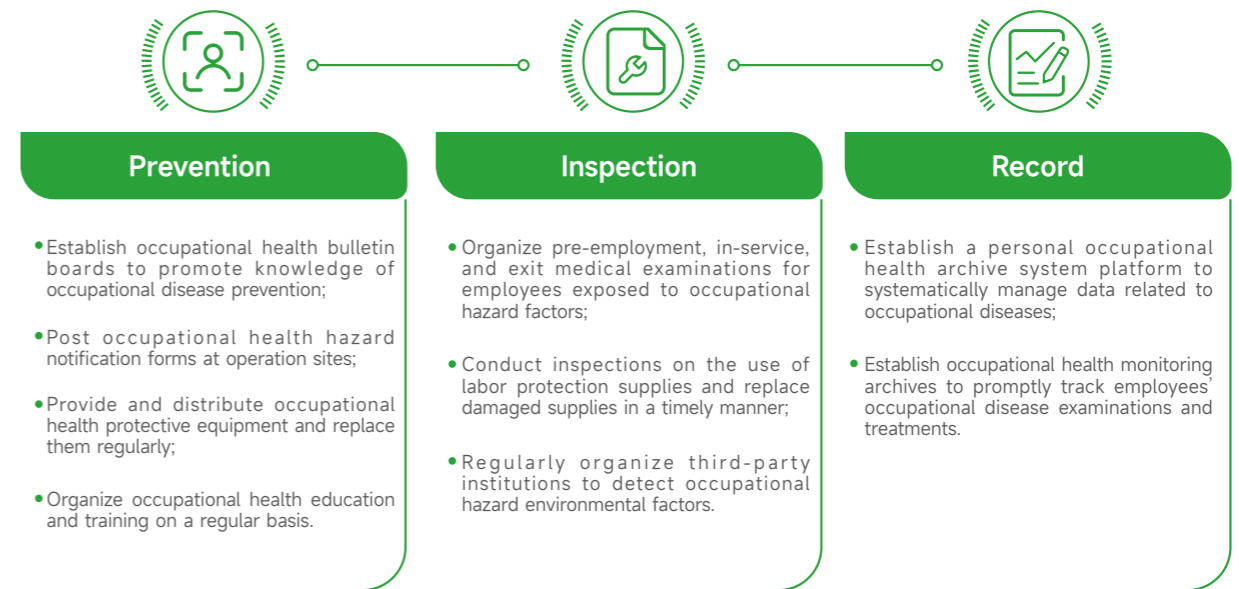 Prevention
• Establish occupational health bulletin
boards to promote knowledge of
occupational disease prevention;
• Post occupational health hazard
notification forms at operation sites;
• Provide and distribute occupational
health protective equipment and replace
them regularly;
• Organize occupational health education
and training on a regular basis.
Inspection
• Organize pre-employment, in-service,
and exit medical examinations for
employees exposed to occupational
hazard factors;
• Conduct inspections on the use of
labor protection supplies and replace
damaged supplies in a timely manner;
• Regularly organize third-party
institutions to detect occupational
hazard environmental factors.
Record
• Establish a personal occupational
health archive system platform to
systematically manage data related to
occupational diseases;
• Establish occupational health monitoring
archives to promptly track employees’
occupational disease examinations and
treatments.